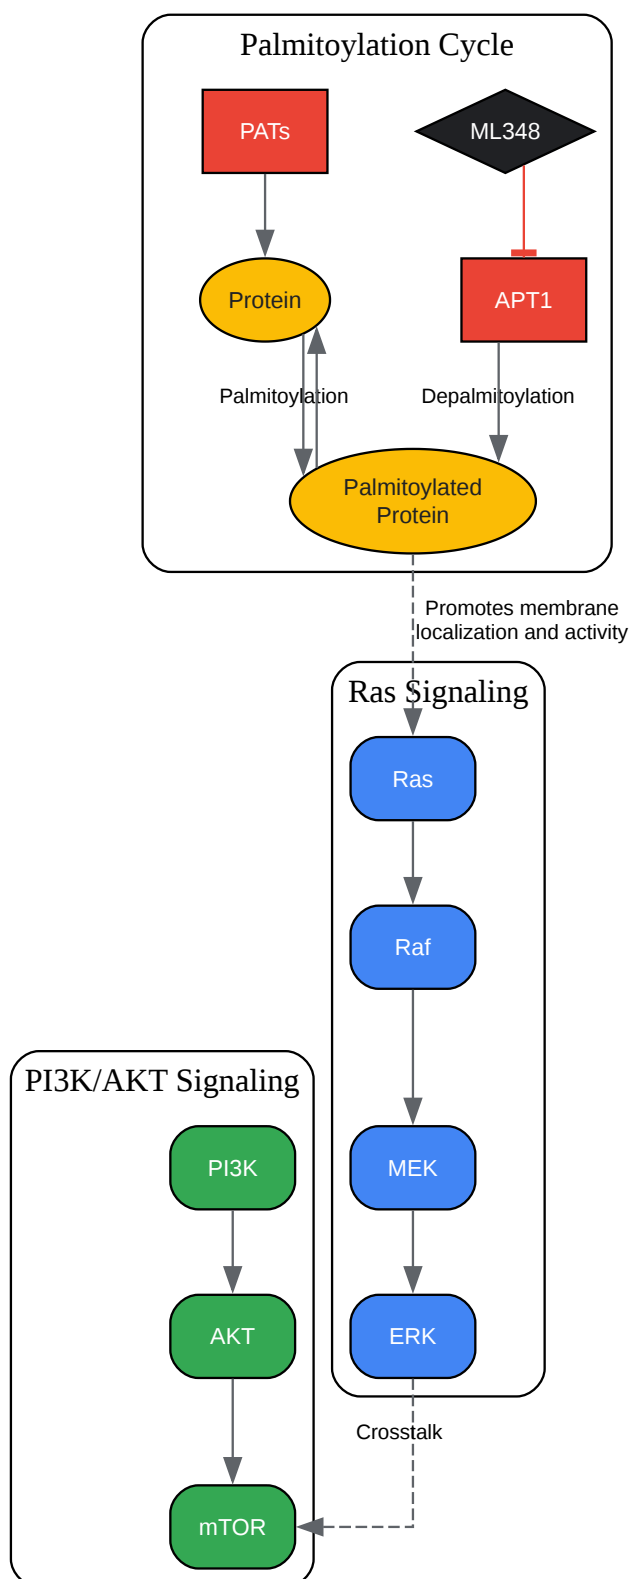 Palmitoylation Cycle
PATs
ML348
Protein
APT1
Palmitoylation
Depalmitoylation
Palmitoylated
Protein
Promotes membrane
localization and activity
Ras Signaling
Ras
Raf
PI3K/AKT Signaling
PI3K
MEK
AKT
ERK
Crosstalk
mTOR